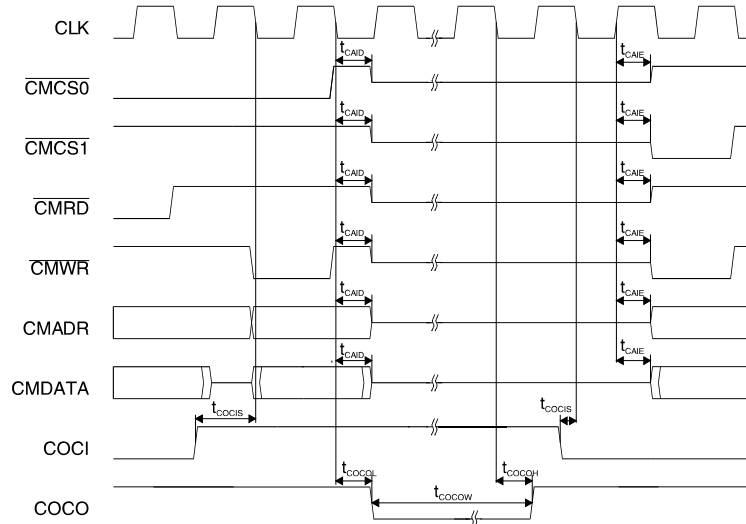 CLK
tCAID
tCAIE
CMCS0
tCAID
tCAIE
CMCS1
tCAID
tCAIE
CMRD
tCAID
tCAIE
CMWR
tCAID
tCAIE
CMADR
tCAID
tCAIE
CMDATA
tCOCIS
tCOCIS
COCI
tCOCOL
tCOCOW
tCOCOH
COCO